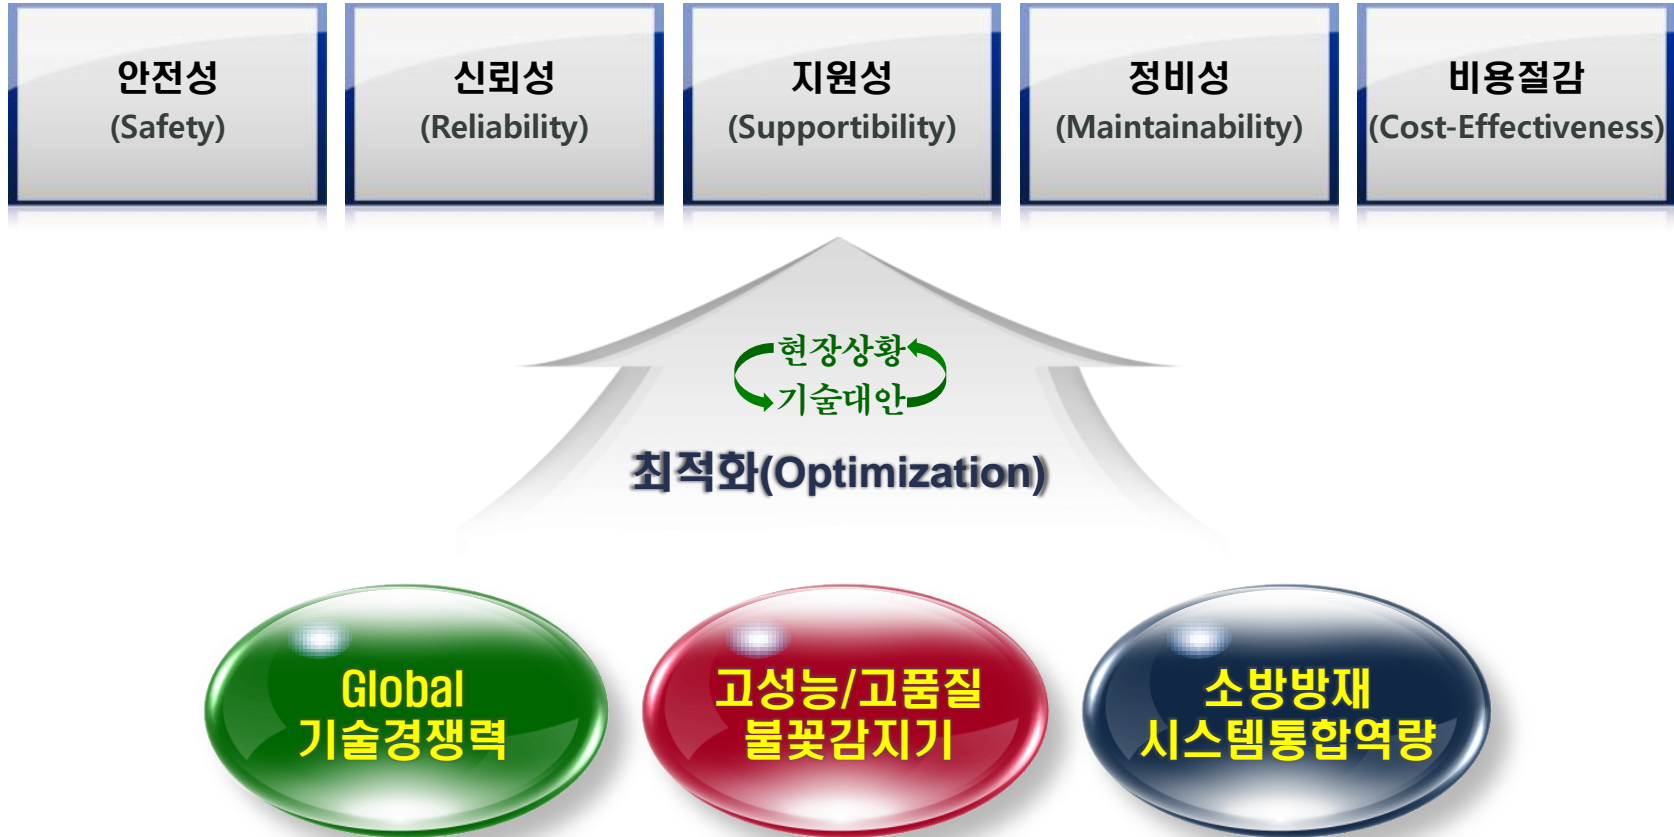 안전성
(Safety)
신뢰성
(Reliability)
지원성
(Supportibility)
정비성
(Maintainability)
비용절감
(Cost-Effectiveness)
현장상황
기술대안
최적화(Optimization)
Global
기술경쟁력
고성능/고품질
불꽃감지기
소방방재
시스템통합역량